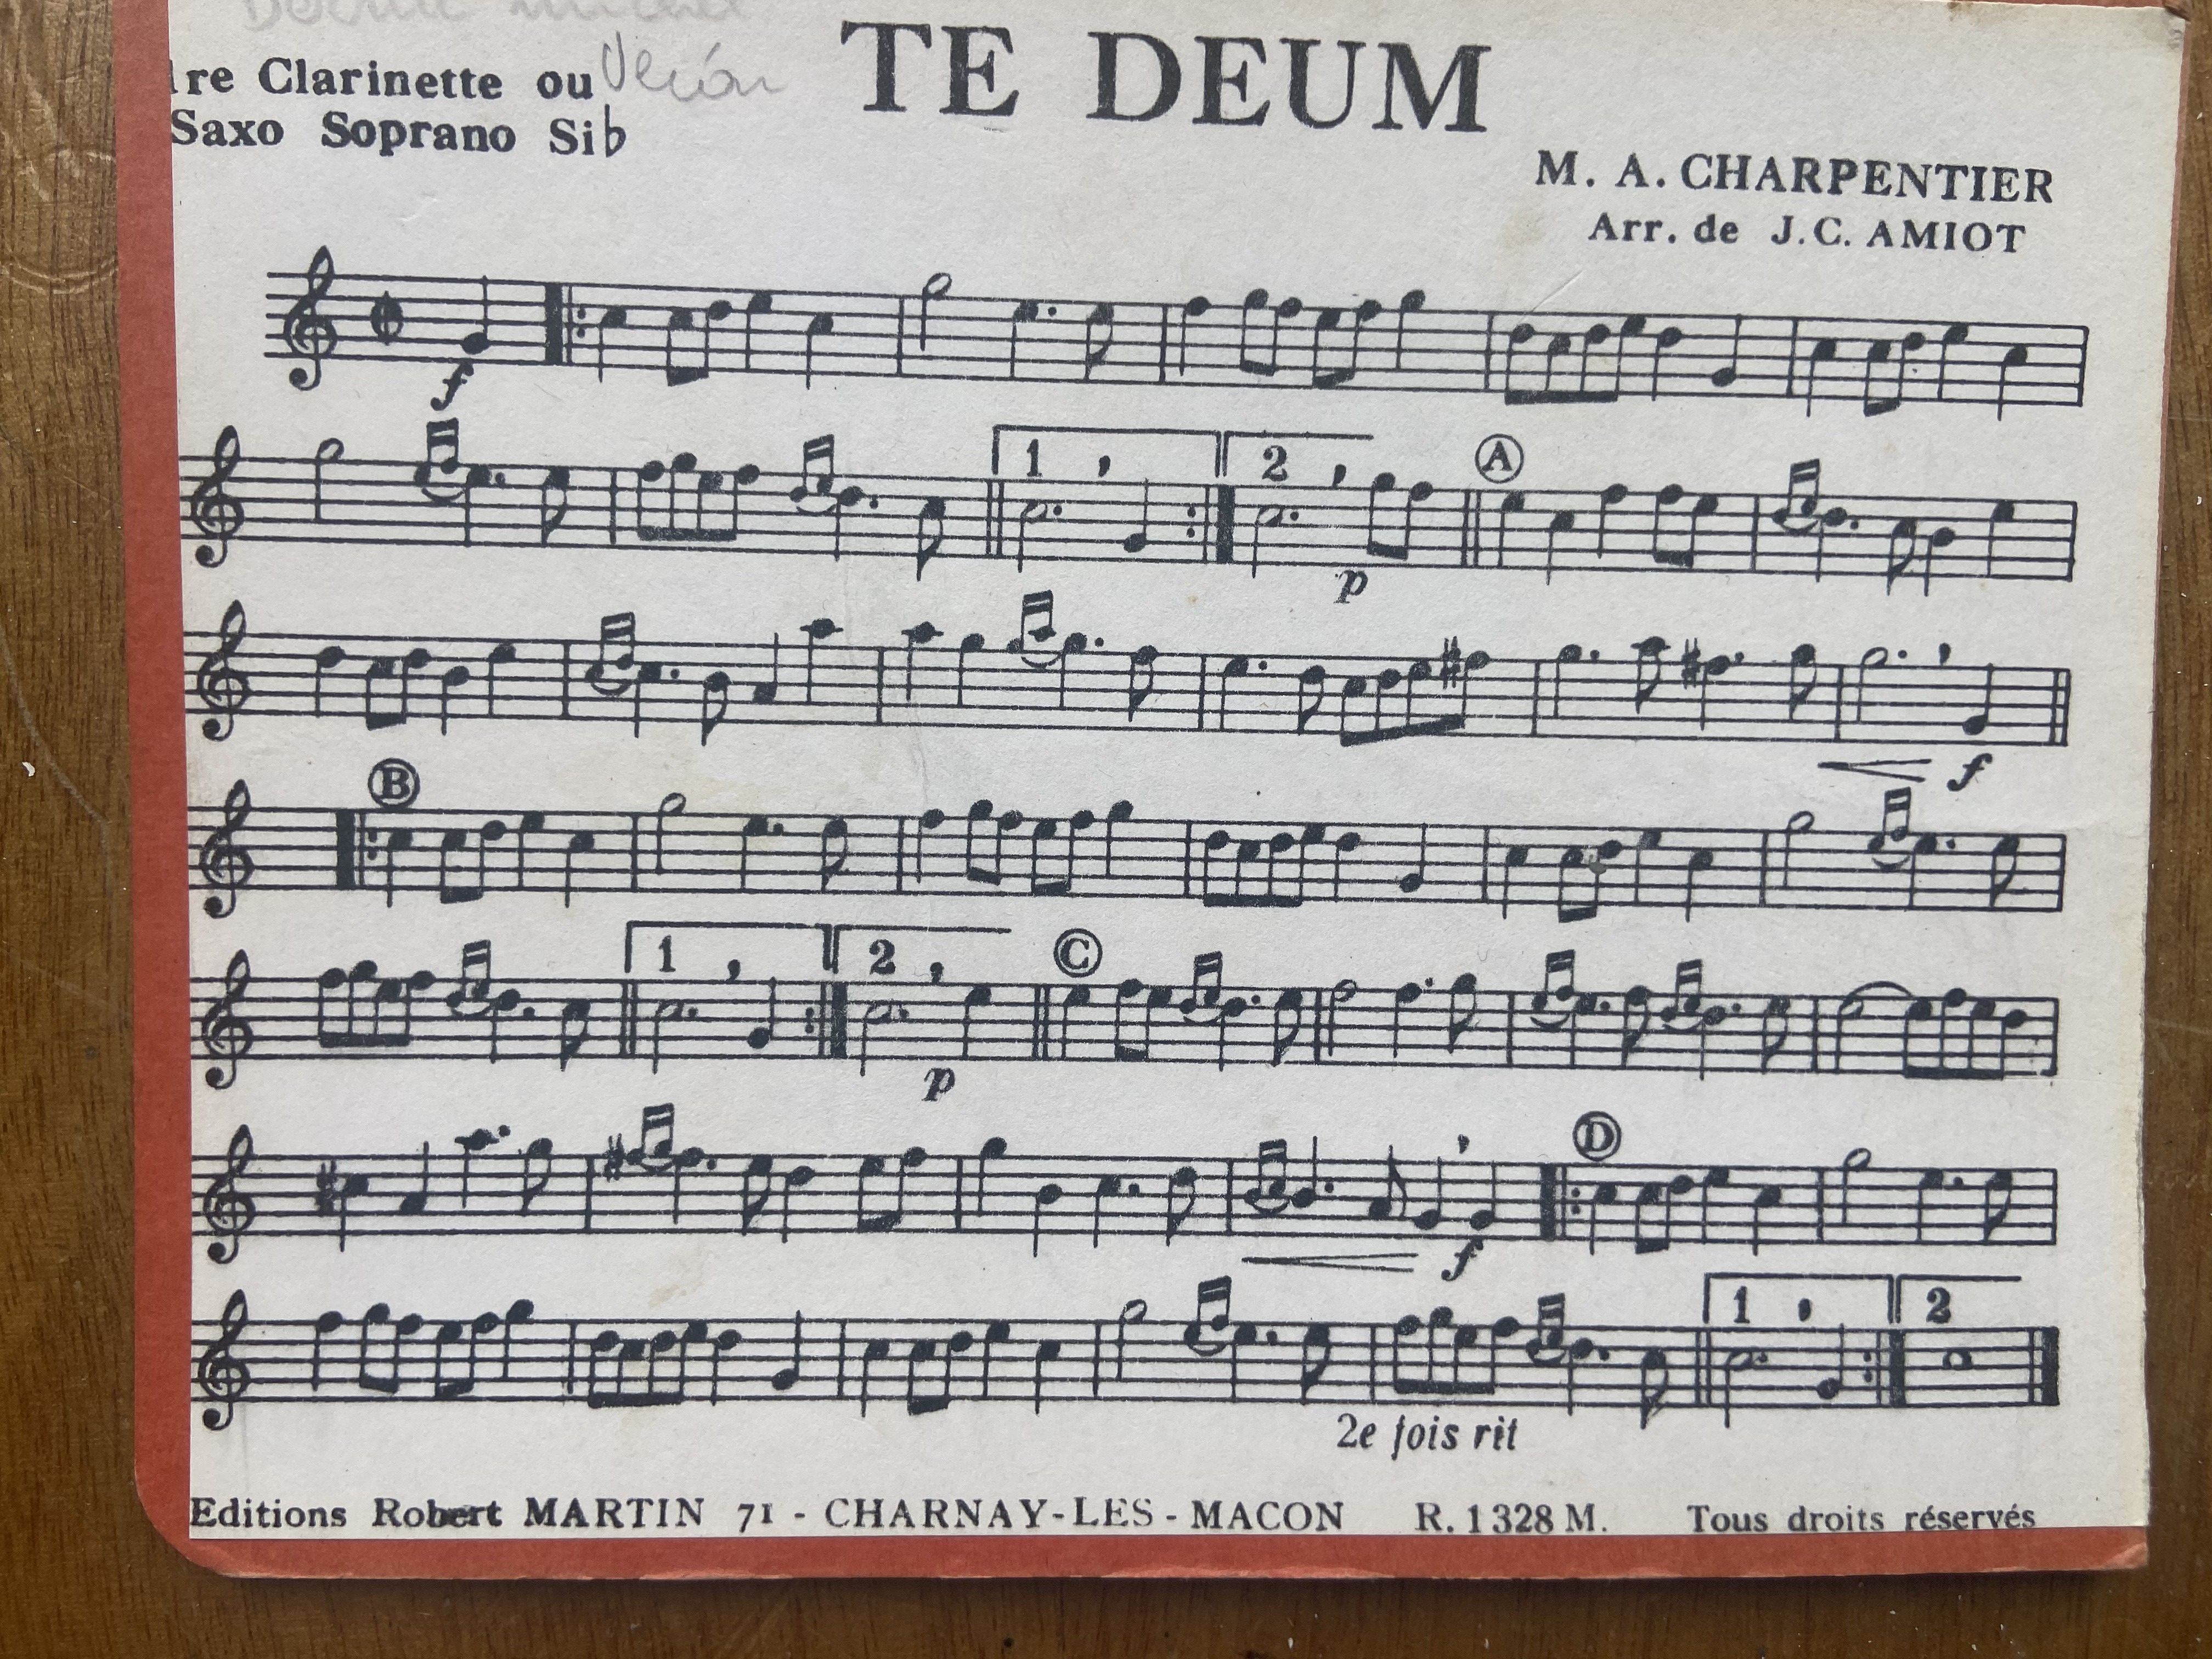 TE DEUM
1re Clarinette ou
Saxo Soprano Sib
M. A. CHARPENTIER
Arr. de J.C. AMIOT
f
1 2 A
p
f
B
1 2 C
p
D
f
1 2
2e fois rit
Editions Robert MARTIN 71 - CHARNAY-LES-MACON R. 1328 M. Tous droits réservés